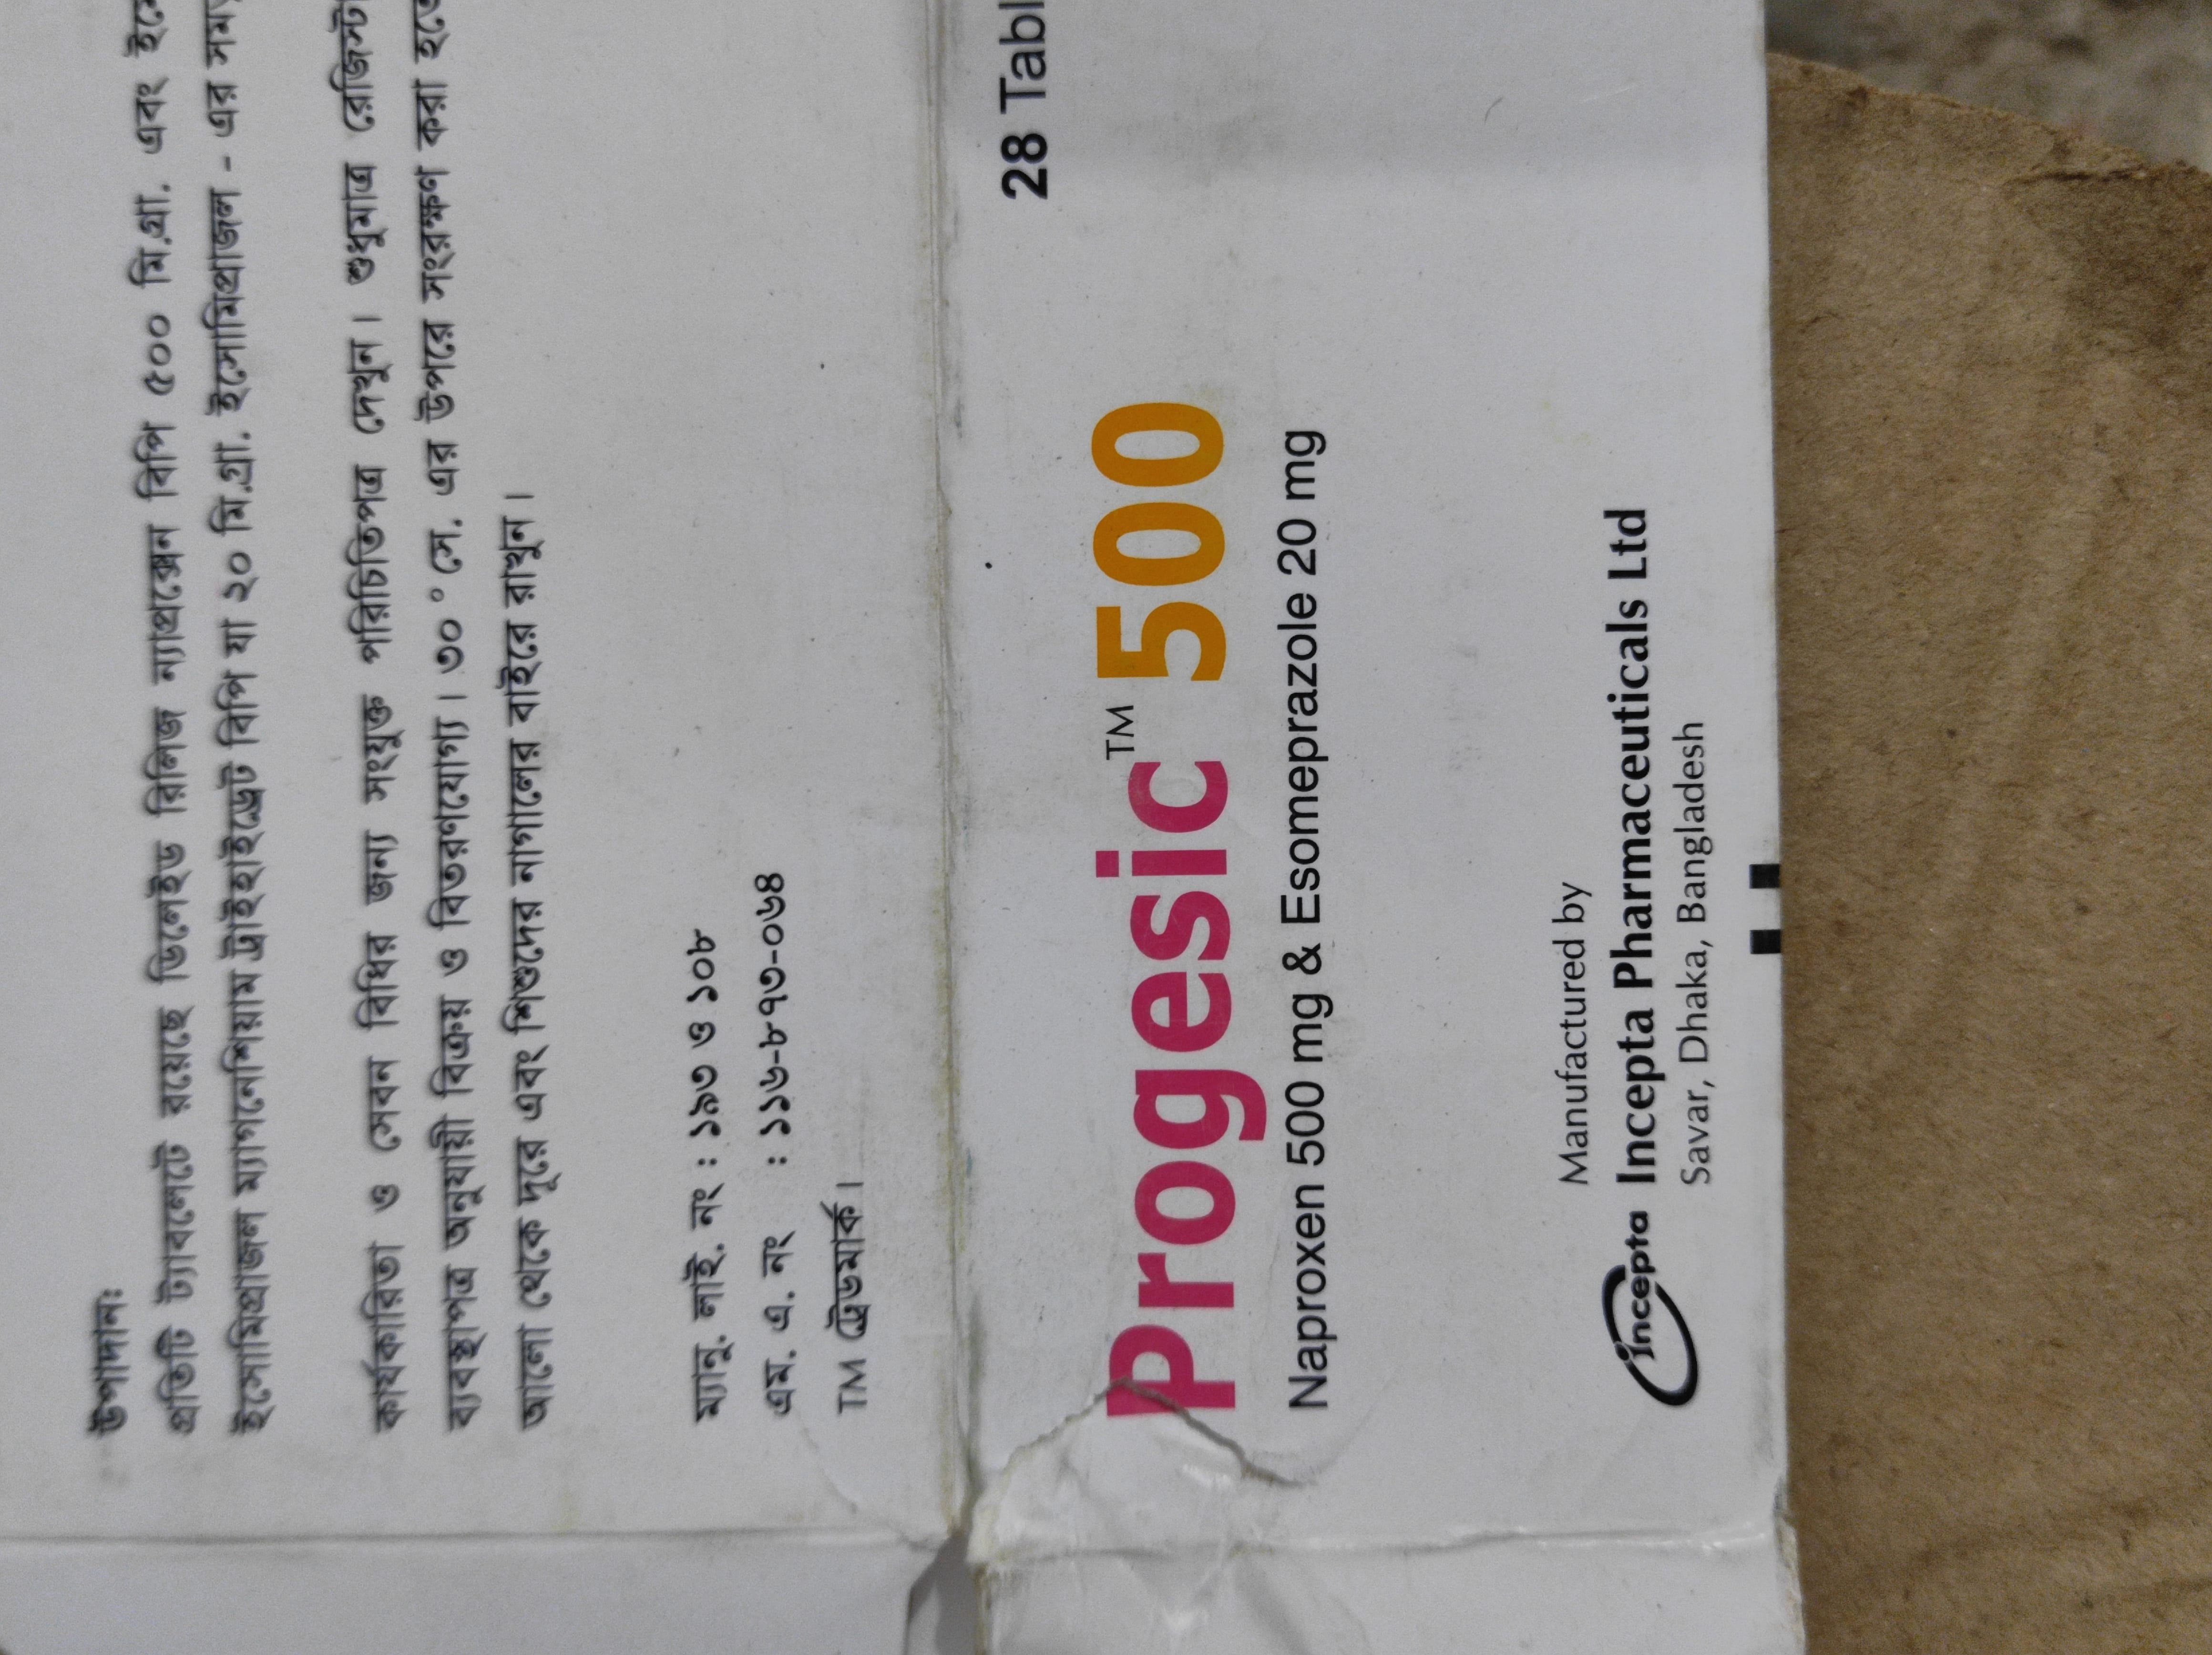 উপাদানঃ
প্রতিটি ট্যাবলেটে রয়েছে ডিলেইড রিলিজ ন্যাপ্রক্সেন বিপি ৫০০ মি.গ্রা. এবং
ইসোমিপ্রাজল ম্যাগনেশিয়াম ট্রাইহাইড্রেট বিপি যা ২০ মি.গ্রা. ইসোমিপ্রাজল - এর
কার্যকারিতা ও সেবন বিধির জন্য সংযুক্ত পরিচিতিপত্র দেখুন। শুধুমাত্র
ব্যবস্থাপত্র অনুযায়ী বিক্রয় ও বিতরণযোগ্য। ৩০ ° সে. এর উপরে সংরক্ষণ করা
আলো থেকে দূরে এবং শিশুদের নাগালের বাইরে রাখুন।
ম্যানু. লাই. নং : ১৯৩ ও ১০৮
এম. এ. নং : ১১৬-৮৭৩-০৬৪
TM ট্রেডমার্ক।
28 Tabl
Progesic™ 500
Naproxen 500 mg & Esomeprazole 20 mg
Manufactured by
incepta Incepta Pharmaceuticals Ltd
Savar, Dhaka, Bangladesh